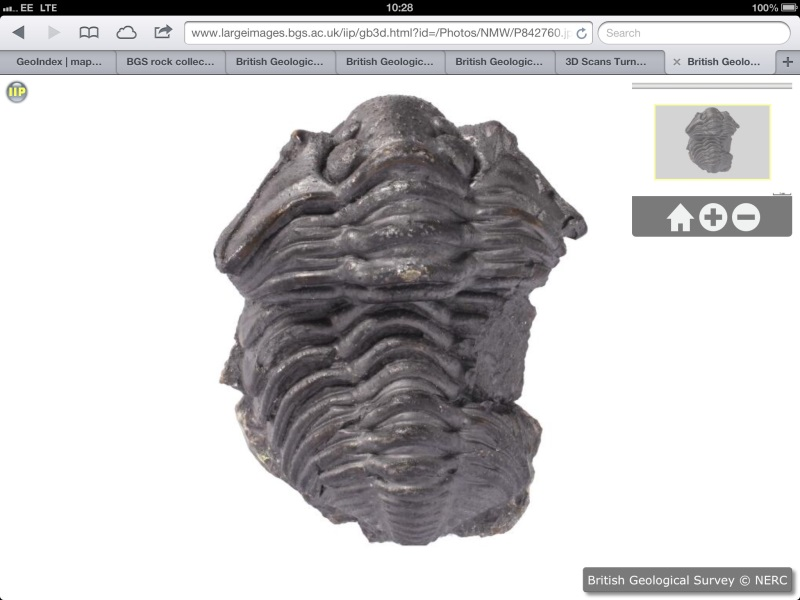 EE LTE 10:28 100%
www.largeimages.bgs.ac.uk/iip/gb3d.html?id=/Photos/NMW/P842760.jp Search
GeoIndex | map... BGS rock collec... British Geologic... British Geologic... British Geologic... 3D Scans Turn... British Geolo...
IIP
British Geological Survey © NERC